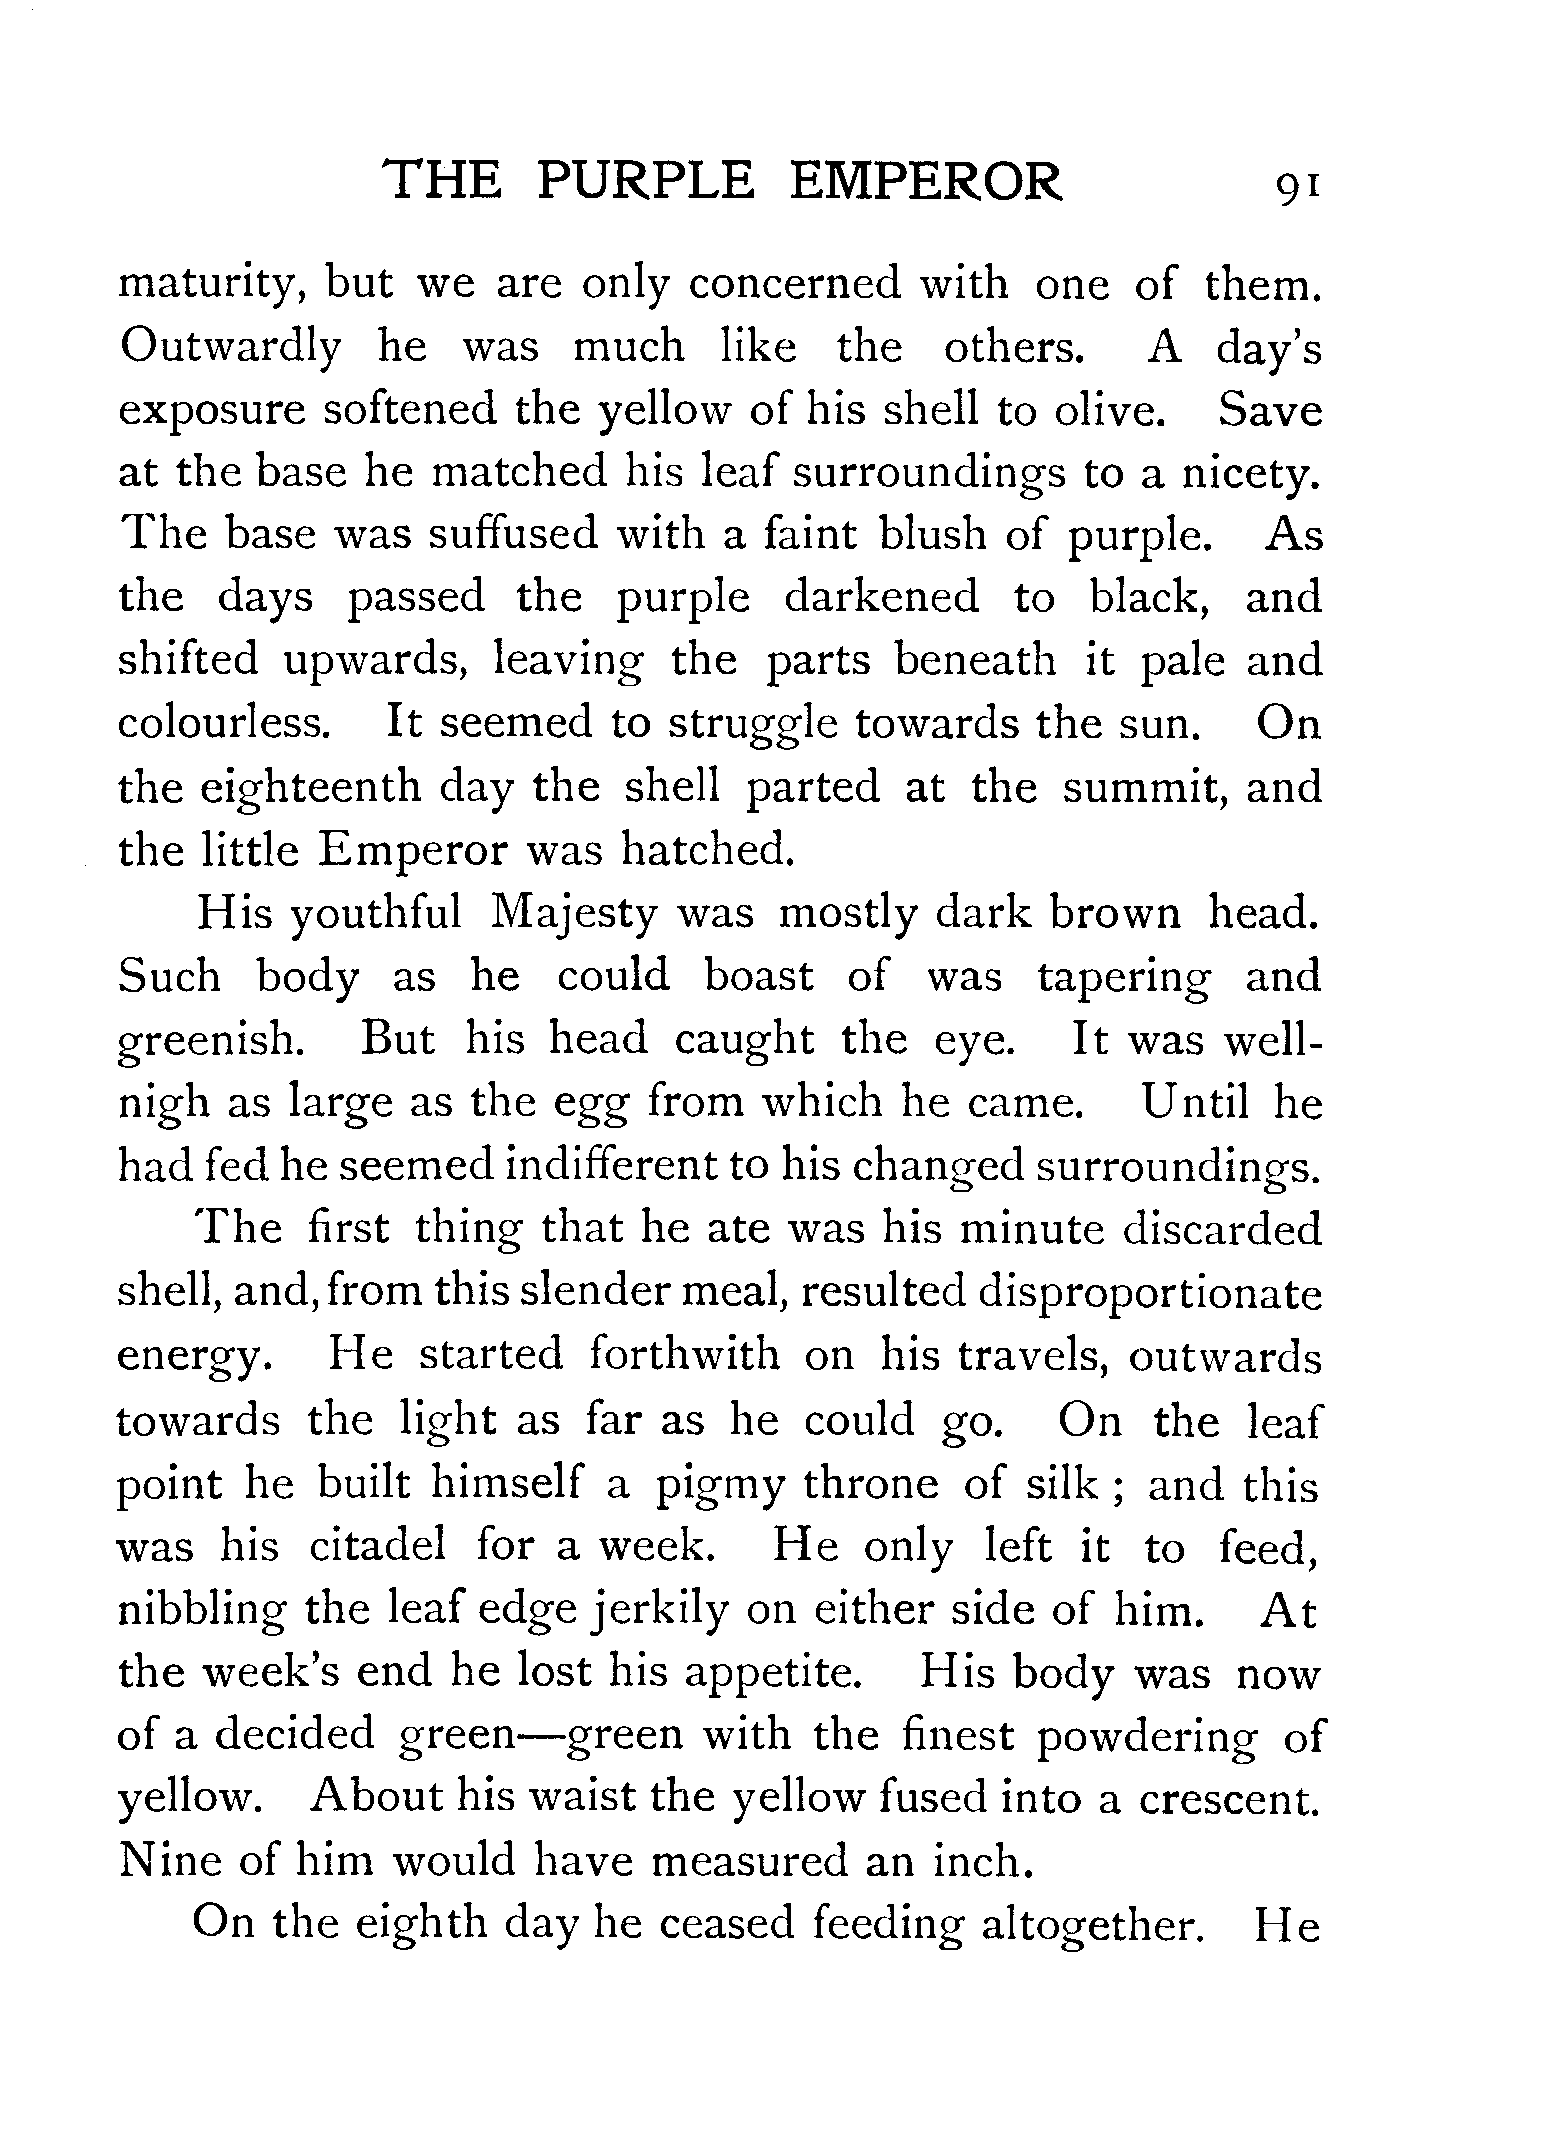 THE PURPLE EMPEROR 91
maturity, but we are only concerned with one of them.
Outwardly he was much like the others. A day's
exposure softened the yellow of his shell to olive. Save
at the base he matched his leaf surroundings to a nicety.
The base was suffused with a faint blush of purple. As
the days passed the purple darkened to black, and
shifted upwards, leaving the parts beneath it pale and
colourless. It seemed to struggle towards the sun. On
the eighteenth day the shell parted at the summit, and
the little Emperor was hatched.
His youthful Majesty was mostly dark brown head.
Such body as he could boast of was tapering and
greenish. But his head caught the eye. It was well-
nigh as large as the egg from which he came. Until he
had fed he seemed indifferent to his changed surroundings.
The first thing that he ate was his minute discarded
shell, and, from this slender meal, resulted disproportionate
energy. He started forthwith on his travels, outwards
towards the light as far as he could go. On the leaf
point he built himself a pigmy throne of silk ; and this
was his citadel for a week. He only left it to feed,
nibbling the leaf edge jerkily on either side of him. At
the week's end he lost his appetite. His body was now
of a decided green—green with the finest powdering of
yellow. About his waist the yellow fused into a crescent.
Nine of him would have measured an inch.
On the eighth day he ceased feeding altogether. He